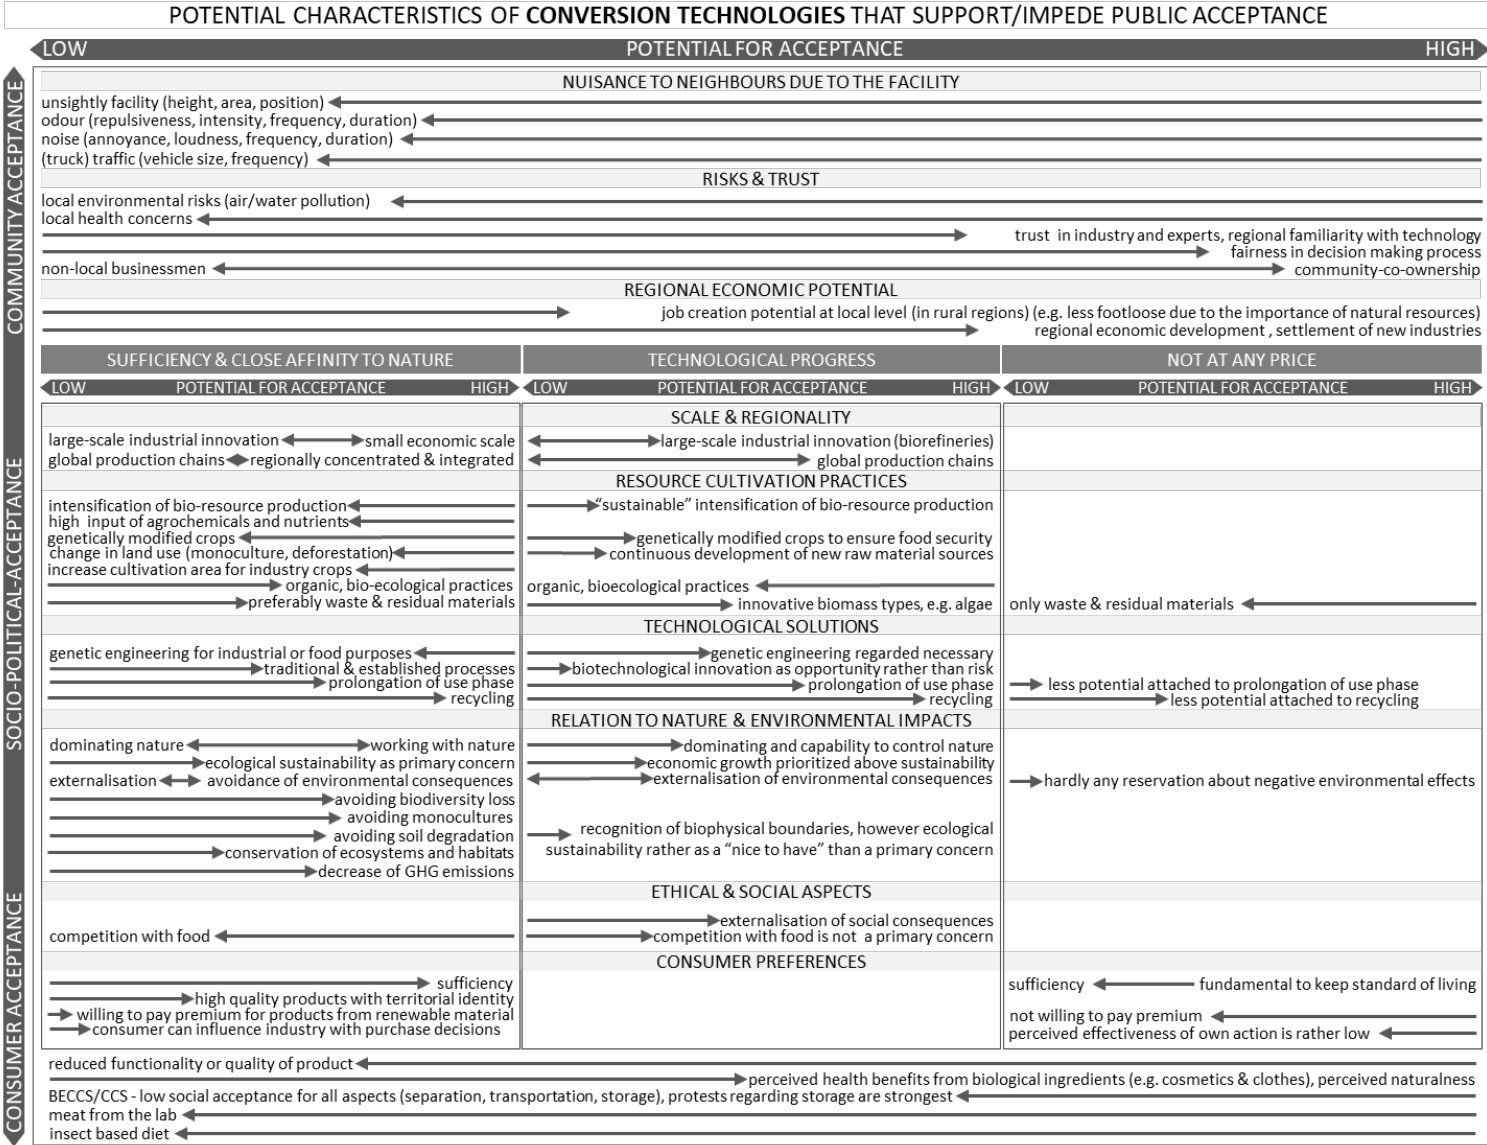 POTENTIAL CHARACTERISTICS OF CONVERSION TECHNOLOGIES THAT SUPPORT/IMPEDE PUBLIC ACCEPTANCE
LOW POTENTIAL FOR ACCEPTANCE HIGH
COMMUNITY ACCEPTANCE
SOCIO-POLITICAL-ACCEPTANCE
CONSUMER ACCEPTANCE
NUISANCE TO NEIGHBOURS DUE TO THE FACILITY
unsightly facility (height, area, position)
odour (repulsiveness, intensity, frequency, duration)
noise (annoyance, loudness, frequency, duration)
(truck) traffic (vehicle size, frequency)
RISKS & TRUST
local environmental risks (air/water pollution)
local health concerns
trust in industry and experts, regional familiarity with technology
fairness in decision making process
non-local businessmen community-co-ownership
REGIONAL ECONOMIC POTENTIAL
job creation potential at local level (in rural regions) (e.g. less footloose due to the importance of natural resources)
regional economic development , settlement of new industries
SUFFICIENCY & CLOSE AFFINITY TO NATURE TECHNOLOGICAL PROGRESS NOT AT ANY PRICE
LOW POTENTIAL FOR ACCEPTANCE HIGH LOW POTENTIAL FOR ACCEPTANCE HIGH LOW POTENTIAL FOR ACCEPTANCE HIGH
SCALE & REGIONALITY
large-scale industrial innovation small economic scale large-scale industrial innovation (biorefineries)
global production chains regionally concentrated & integrated global production chains
RESOURCE CULTIVATION PRACTICES
intensification of bio-resource production “sustainable” intensification of bio-resource production
high input of agrochemicals and nutrients
genetically modified crops genetically modified crops to ensure food security
change in land use (monoculture, deforestation) continuous development of new raw material sources
increase cultivation area for industry crops
organic, bio-ecological practices organic, bioecological practices
preferably waste & residual materials innovative biomass types, e.g. algae only waste & residual materials
TECHNOLOGICAL SOLUTIONS
genetic engineering for industrial or food purposes genetic engineering regarded necessary
traditional & established processes biotechnological innovation as opportunity rather than risk
prolongation of use phase prolongation of use phase less potential attached to prolongation of use phase
recycling recycling less potential attached to recycling
RELATION TO NATURE & ENVIRONMENTAL IMPACTS
dominating nature working with nature dominating and capability to control nature
ecological sustainability as primary concern economic growth prioritized above sustainability
externalisation avoidance of environmental consequences externalisation of environmental consequences hardly any reservation about negative environmental effects
avoiding biodiversity loss
avoiding monocultures
avoiding soil degradation recognition of biophysical boundaries, however ecological
conservation of ecosystems and habitats sustainability rather as a “nice to have” than a primary concern
decrease of GHG emissions
ETHICAL & SOCIAL ASPECTS
externalisation of social consequences
competition with food competition with food is not a primary concern
CONSUMER PREFERENCES
sufficiency sufficiency fundamental to keep standard of living
high quality products with territorial identity
willing to pay premium for products from renewable material not willing to pay premium
consumer can influence industry with purchase decisions perceived effectiveness of own action is rather low
reduced functionality or quality of product
perceived health benefits from biological ingredients (e.g. cosmetics & clothes), perceived naturalness
BECCS/CCS - low social acceptance for all aspects (separation, transportation, storage), protests regarding storage are strongest
meat from the lab
insect based diet